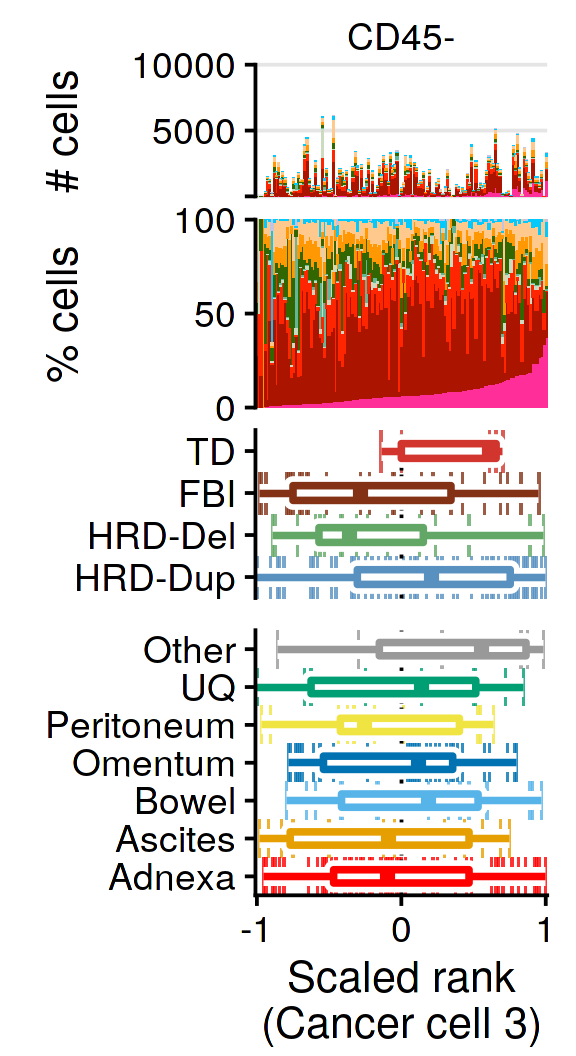 CD45-
10000
5000
# cells
100
50
0
% cells
TD
FBI
HRD-Del
HRD-Dup
Other
UQ
Peritoneum
Omentum
Bowel
Ascites
Adnexa
-1 0 1
Scaled rank
(Cancer cell 3)